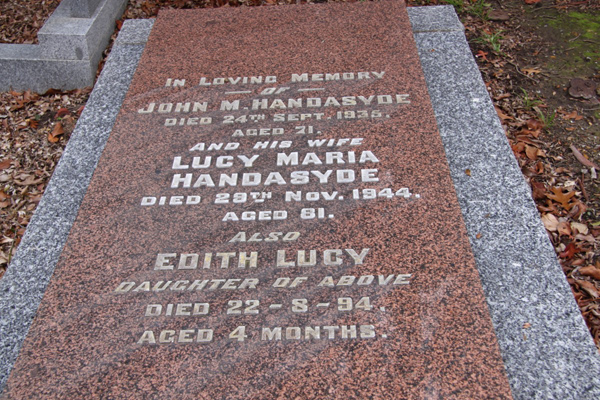 IN LOVING MEMORY
OF
JOHN M. HANDASYDE
DIED 24TH SEPT. 1935.
AGED 71.
AND HIS WIFE
LUCY MARIA
HANDASYDE
DIED 29TH NOV. 1944.
AGED 81.
ALSO
EDITH LUCY
DAUGHTER OF ABOVE
DIED 22-8-94.
AGED 4 MONTHS.